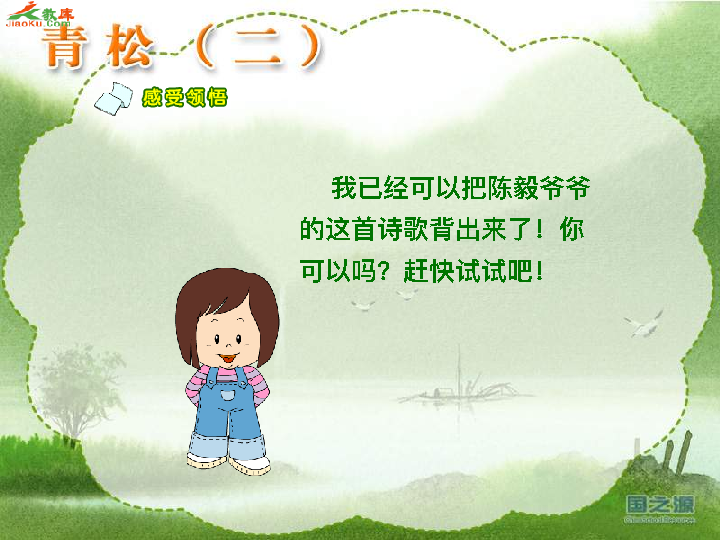 教库
JiaoKu.Com
青松（二）
感受领悟
我已经可以把陈毅爷爷
的这首诗歌背出来了！你
可以吗？赶快试试吧！
国之源